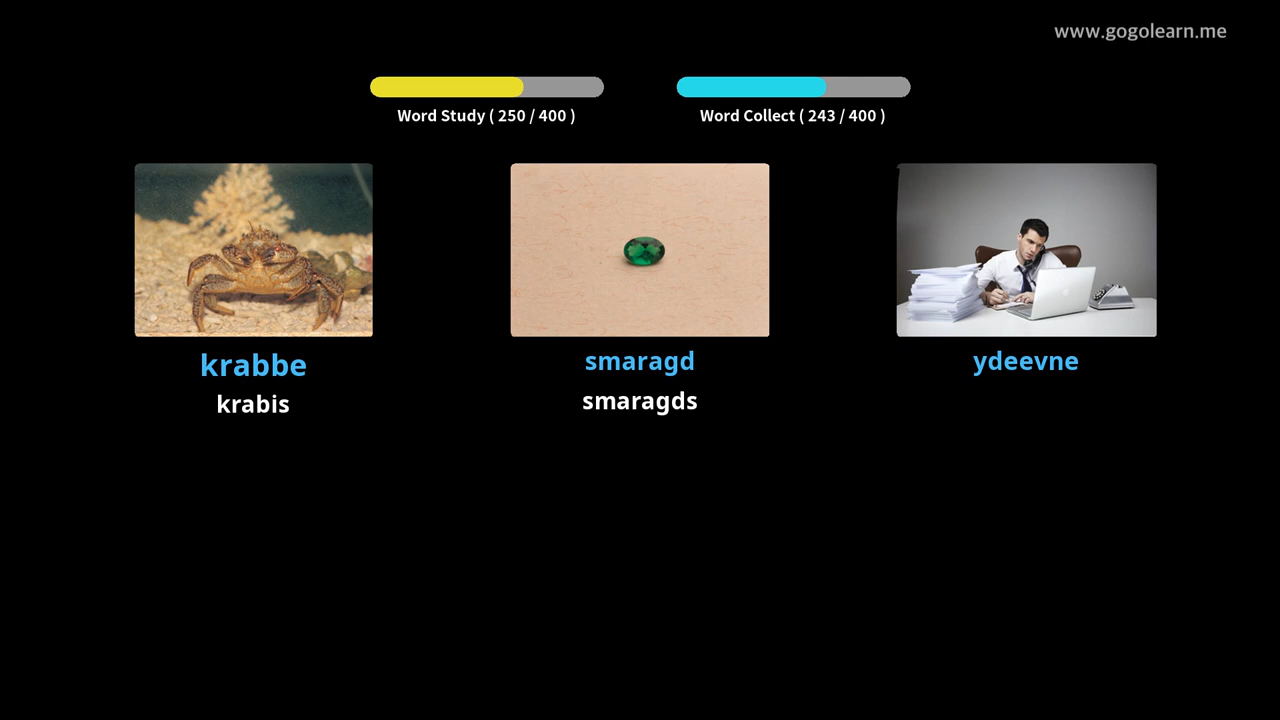 www.gogolearn.me
Word Study ( 250 / 400 )
Word Collect ( 243 / 400 )
krabbe
krabis
smaragd
smaragds
ydeevne